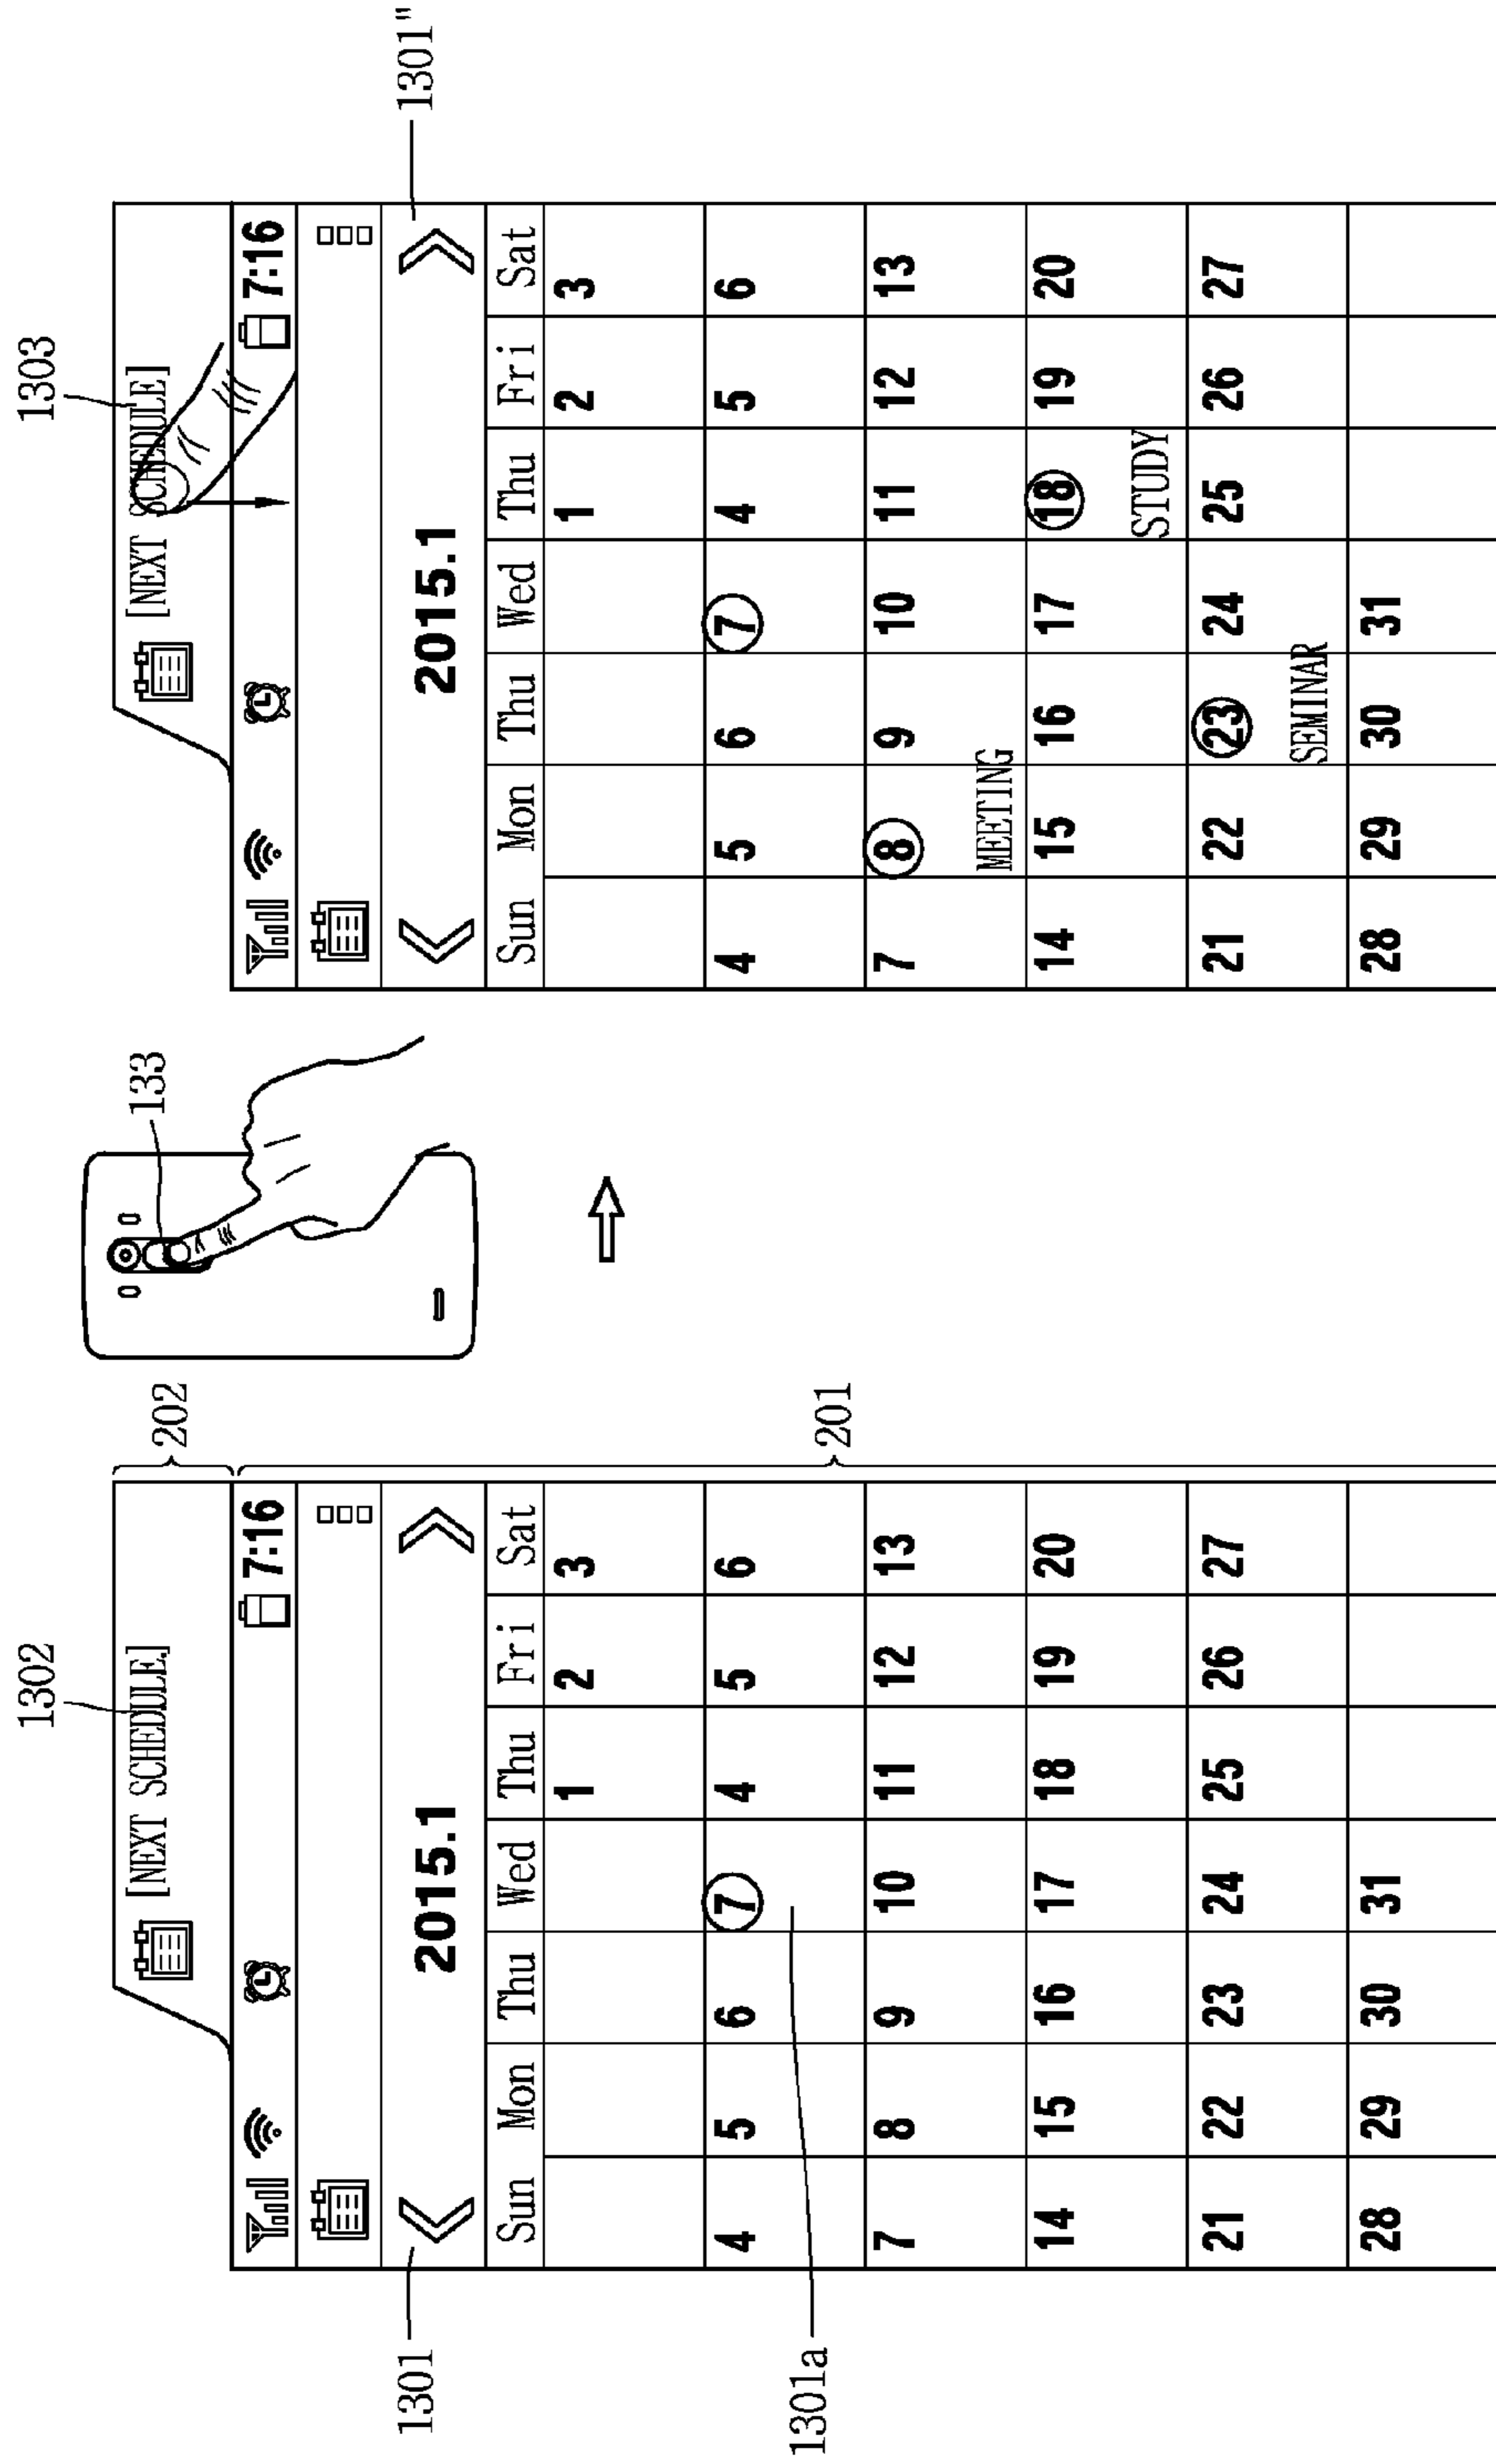 1302
[NEXT SCHEDULE]
202
7:16
1301
2015.1
Sun Mon Thu Wed Thu Fri Sat
1 2 3
4 5 6 7 4 5 6
1301a
201
7 8 9 10 11 12 13
14 15 16 17 18 19 20
21 22 23 24 25 26 27
28 29 30 31
133
1303
[NEXT SCHEDULE]
7:16
1301"
2015.1
Sun Mon Thu Wed Thu Fri Sat
1 2 3
4 5 6 7 4 5 6
7 8 9 10 11 12 13
MEETING
14 15 16 17 18 19 20
STUDY
21 22 23 24 25 26 27
SEMINAR
28 29 30 31